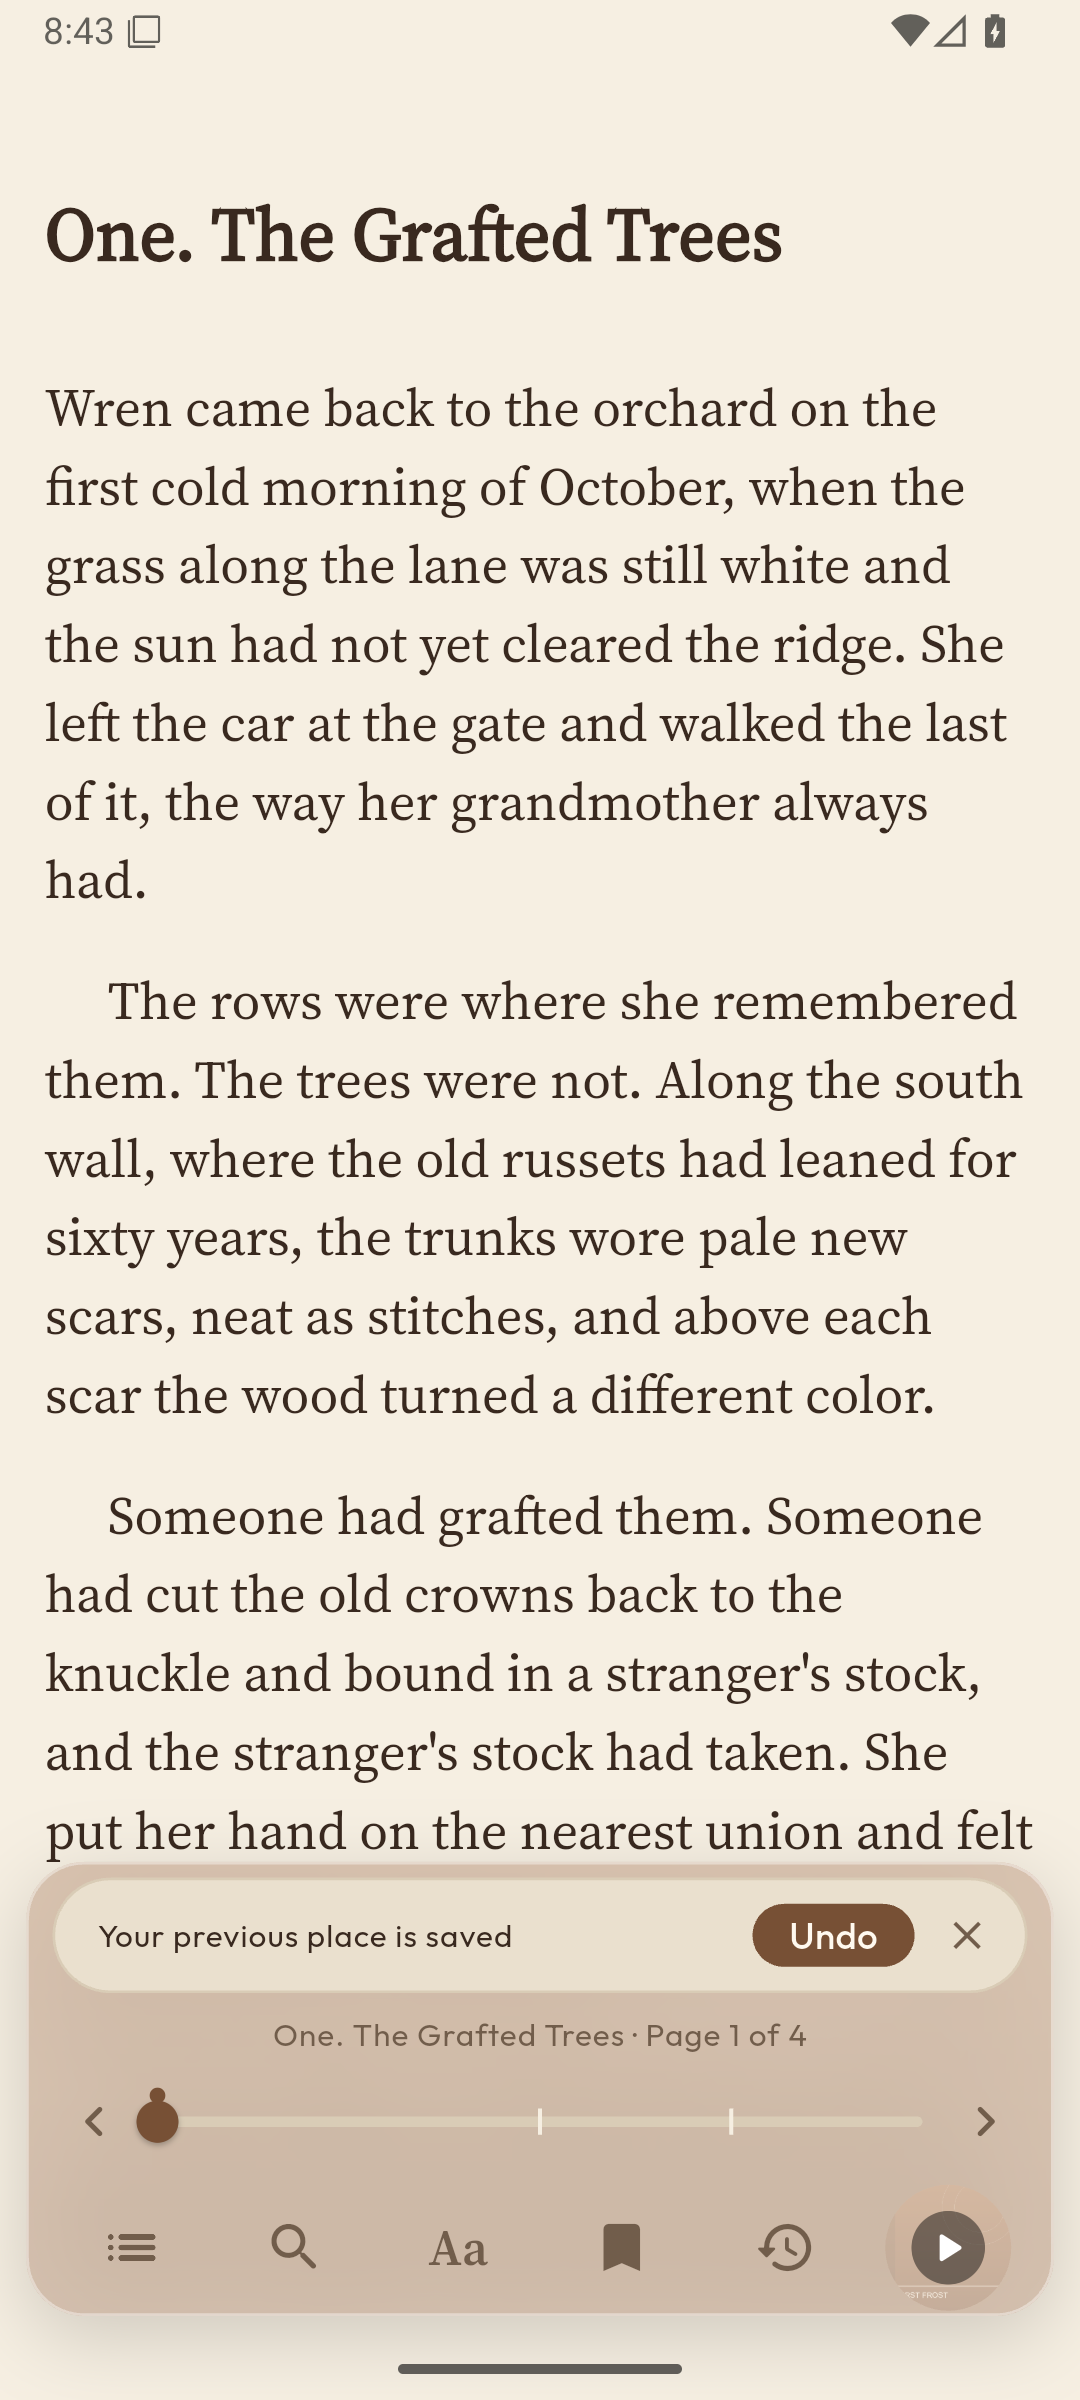 8:43
One. The Grafted Trees
Wren came back to the orchard on the
first cold morning of October, when the
grass along the lane was still white and
the sun had not yet cleared the ridge. She
left the car at the gate and walked the last
of it, the way her grandmother always
had.
The rows were where she remembered
them. The trees were not. Along the south
wall, where the old russets had leaned for
sixty years, the trunks wore pale new
scars, neat as stitches, and above each
scar the wood turned a different color.
Someone had grafted them. Someone
had cut the old crowns back to the
knuckle and bound in a stranger's stock,
and the stranger's stock had taken. She
put her hand on the nearest union and felt
Your previous place is saved
Undo
One. The Grafted Trees · Page 1 of 4
Aa
FROST